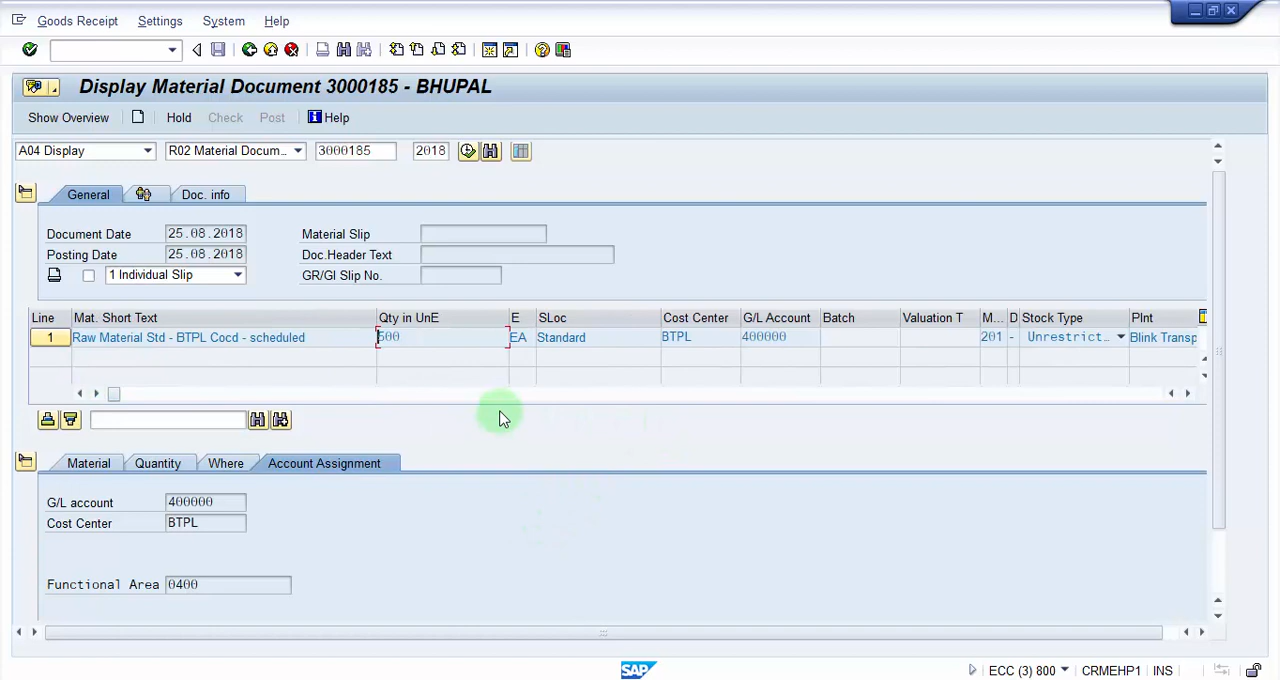 Goods Receipt Settings System Help
Display Material Document 3000185 - BHUPAL
Show Overview Hold Check Post Help
A04 Display R02 Material Docum... 3000185 2018
General Doc. info
Document Date 25.08.2018 Material Slip
Posting Date 25.08.2018 Doc.Header Text
1 Individual Slip GR/GI Slip No.
Line Mat. Short Text Qty in UnE E SLoc Cost Center G/L Account Batch Valuation T M... D Stock Type Plnt
1 Raw Material Std - BTPL Cocd - scheduled 500 EA Standard BTPL 400000 201 - Unrestrict... Blink Transp
Material Quantity Where Account Assignment
G/L account 400000
Cost Center BTPL
Functional Area 0400
SAP ECC (3) 800 CRMEHP1 INS